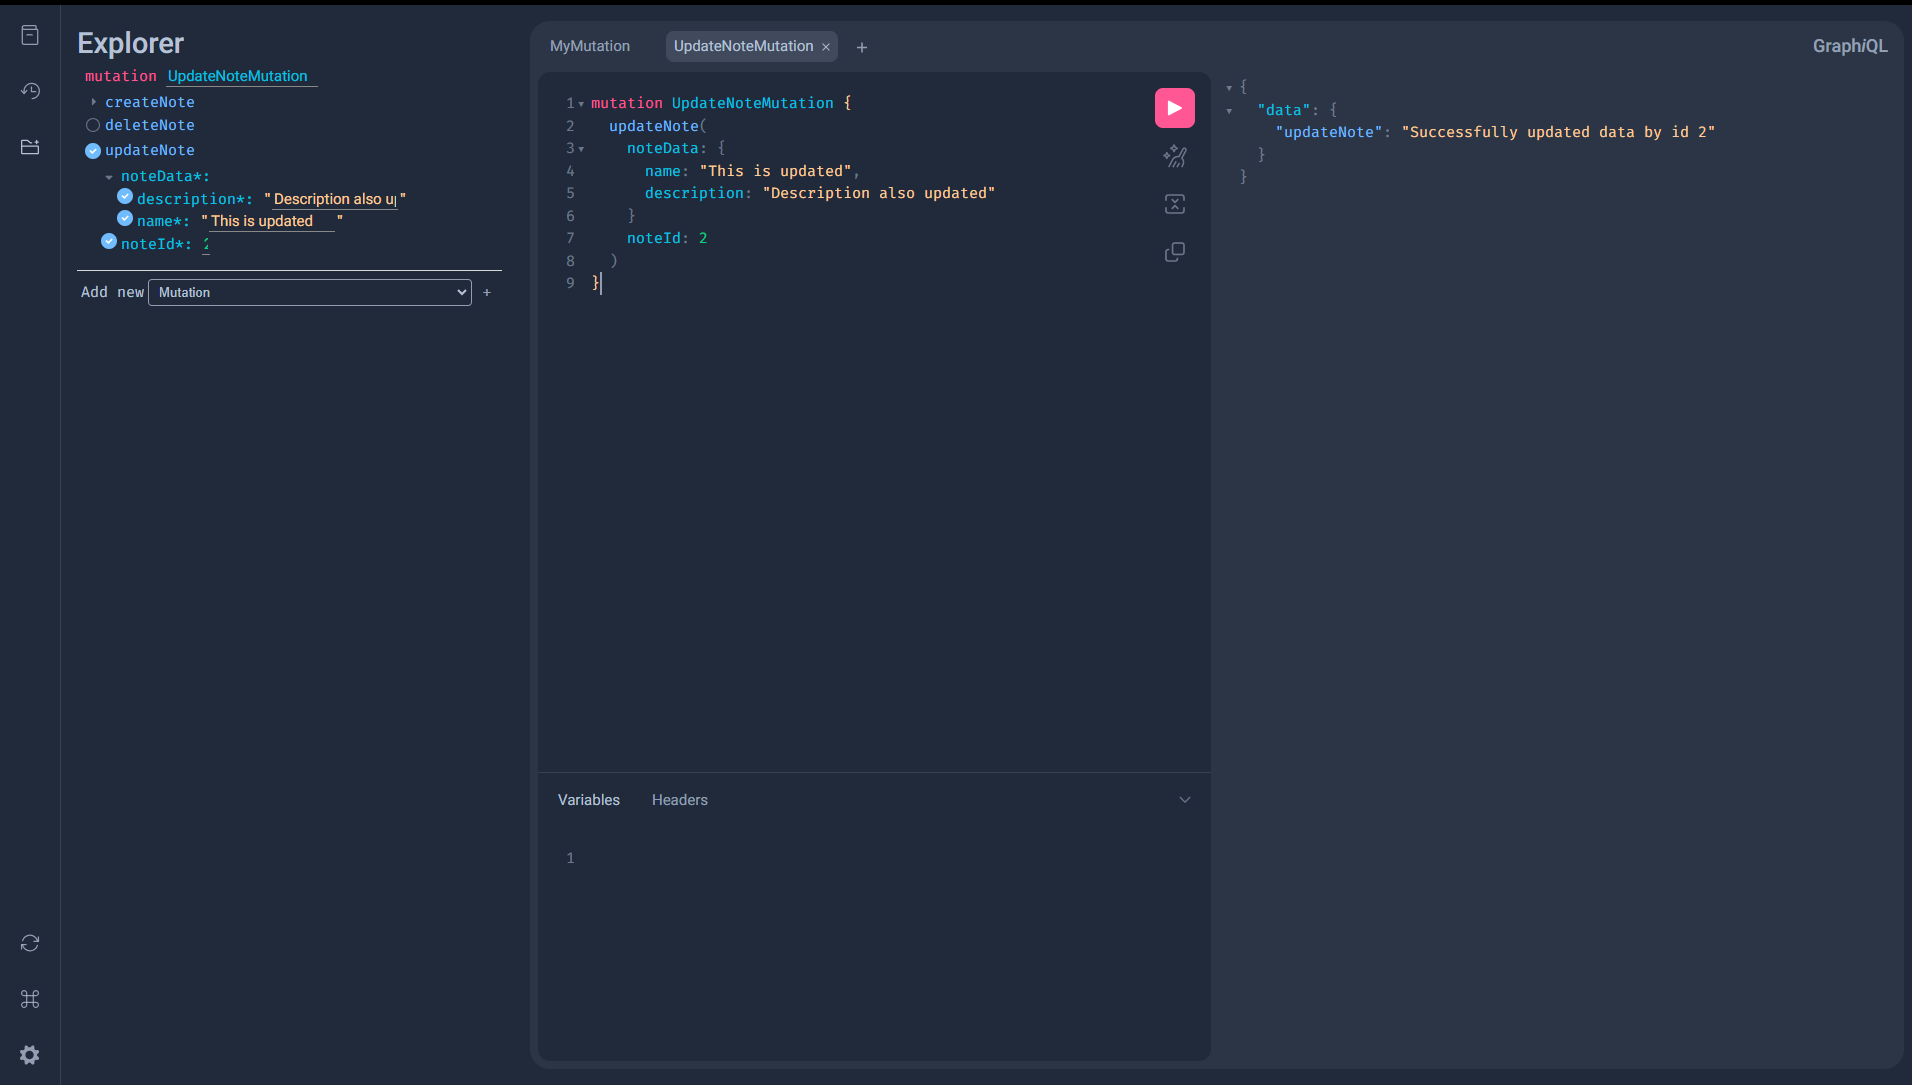 Explorer
mutation UpdateNoteMutation
createNote
deleteNote
updateNote
noteData*:
description*: "Description also u "
name*: "This is updated "
noteId*: 2
Add new Mutation +
MyMutation UpdateNoteMutation × +
GraphiQL
1 mutation UpdateNoteMutation {
2 updateNote(
3 noteData: {
4 name: "This is updated",
5 description: "Description also updated"
6 }
7 noteId: 2
8 )
9 }
Variables Headers
1
{
"data": {
"updateNote": "Successfully updated data by id 2"
}
}